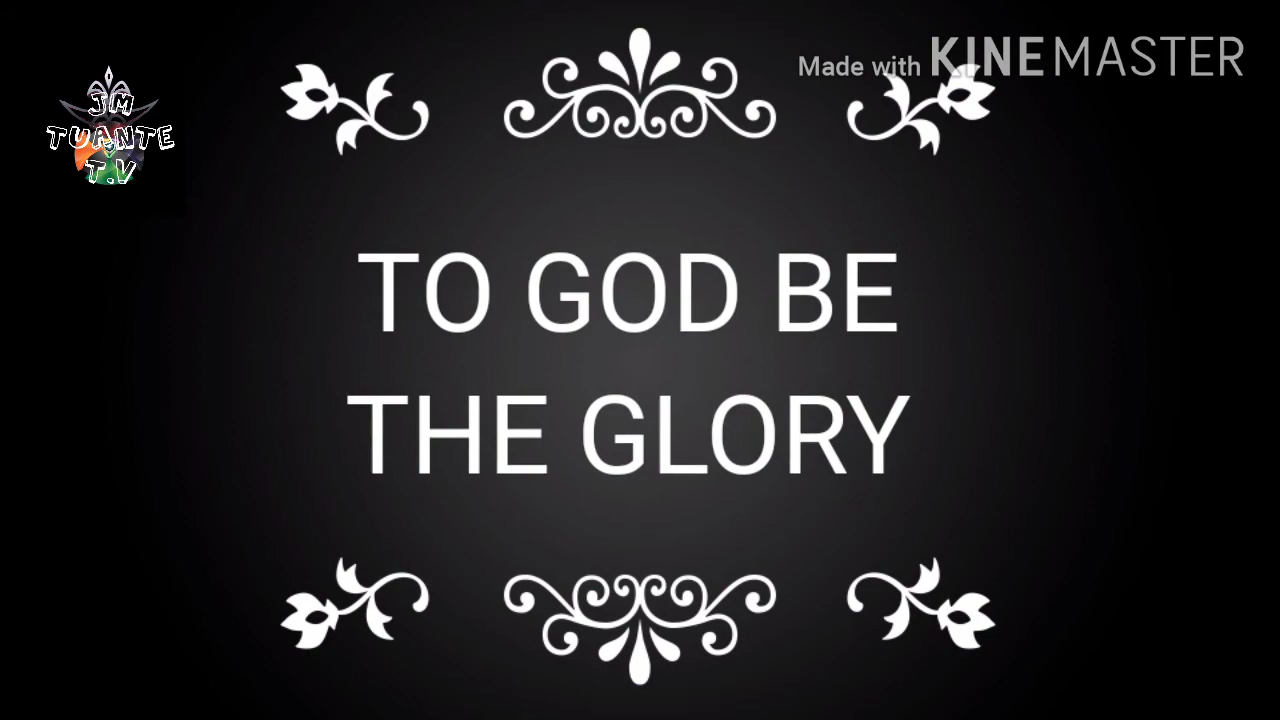 Made with KINEMASTER
JM
TUANTE
T.V
TO GOD BE
THE GLORY